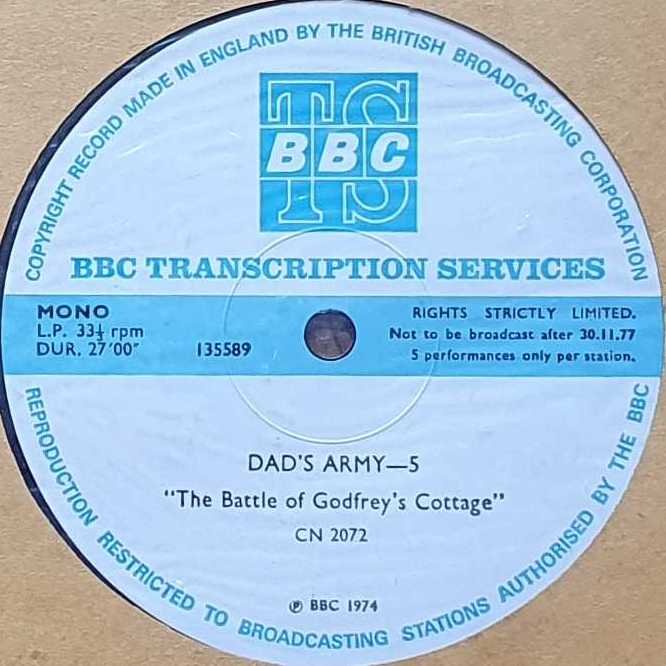 COPYRIGHT RECORD MADE IN ENGLAND BY THE BRITISH BROADCASTING CORPORATION
TS
BBC
BBC TRANSCRIPTION SERVICES
MONO
L.P. 33⅓ rpm
DUR. 27'00"
135589
RIGHTS STRICTLY LIMITED.
Not to be broadcast after 30.11.77
5 performances only per station.
DAD'S ARMY—5
"The Battle of Godfrey's Cottage"
CN 2072
℗ BBC 1974
REPRODUCTION RESTRICTED TO BROADCASTING STATIONS AUTHORISED BY THE BBC